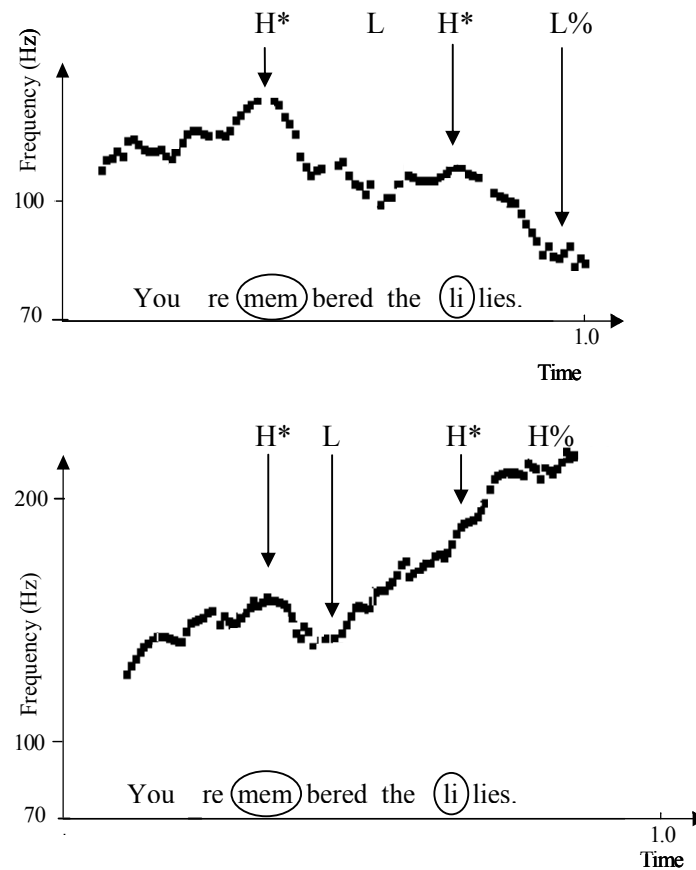 H* L H* L%
Frequency (Hz)
100
You re mem bered the li lies.
70
1.0
Time
H* L H* H%
200
Frequency (Hz)
100
You re mem bered the li lies.
70
1.0
Time